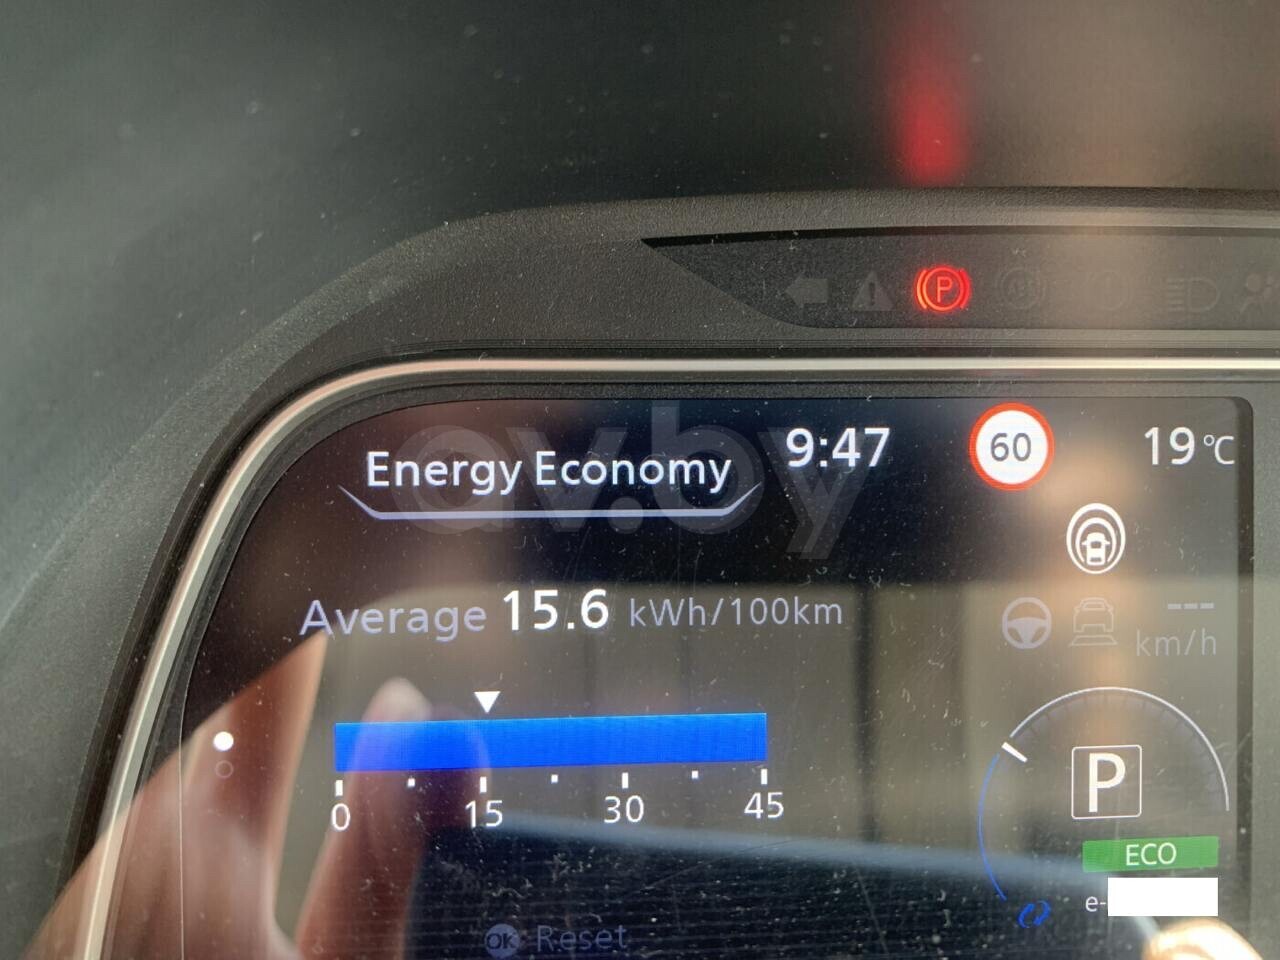 P
Energy Economy
9:47
60
19 °C
Average 15.6 kWh/100km
---
km/h
0 15 30 45
P
ECO
e-
OK Reset
av.by